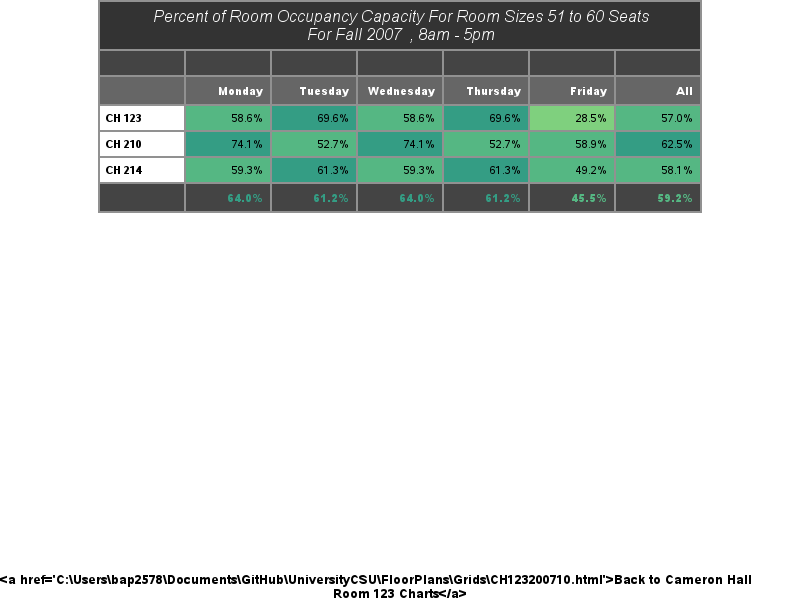 Percent of Room Occupancy Capacity For Room Sizes 51 to 60 Seats
For Fall 2007 , 8am - 5pm
Monday Tuesday Wednesday Thursday Friday All
CH 123 58.6% 69.6% 58.6% 69.6% 28.5% 57.0%
CH 210 74.1% 52.7% 74.1% 52.7% 58.9% 62.5%
CH 214 59.3% 61.3% 59.3% 61.3% 49.2% 58.1%
64.0% 61.2% 64.0% 61.2% 45.5% 59.2%
<a href='C:\Users\bap2578\Documents\GitHub\UniversityCSU\FloorPlans\Grids\CH123200710.html'>Back to Cameron Hall
Room 123 Charts</a>